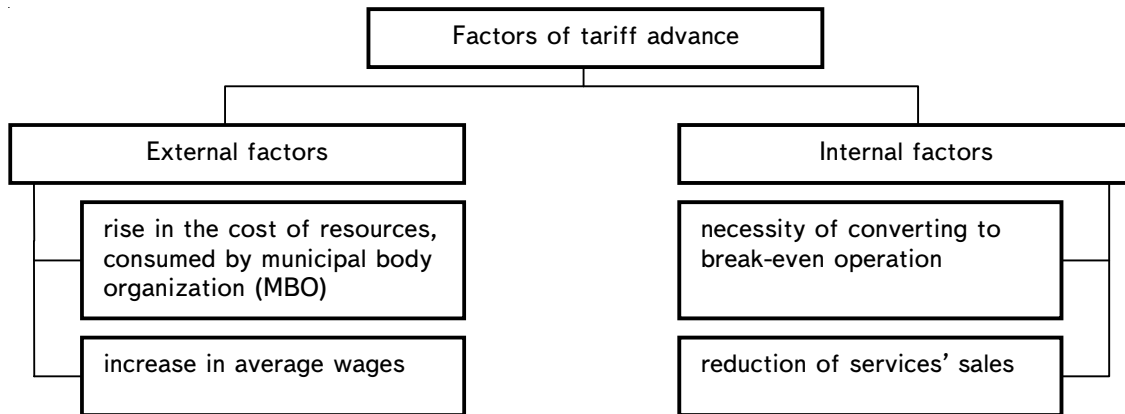 Factors of tariff advance
External factors
Internal factors
rise in the cost of resources,
consumed by municipal body
organization (MBO)
necessity of converting to
break-even operation
increase in average wages
reduction of services’ sales